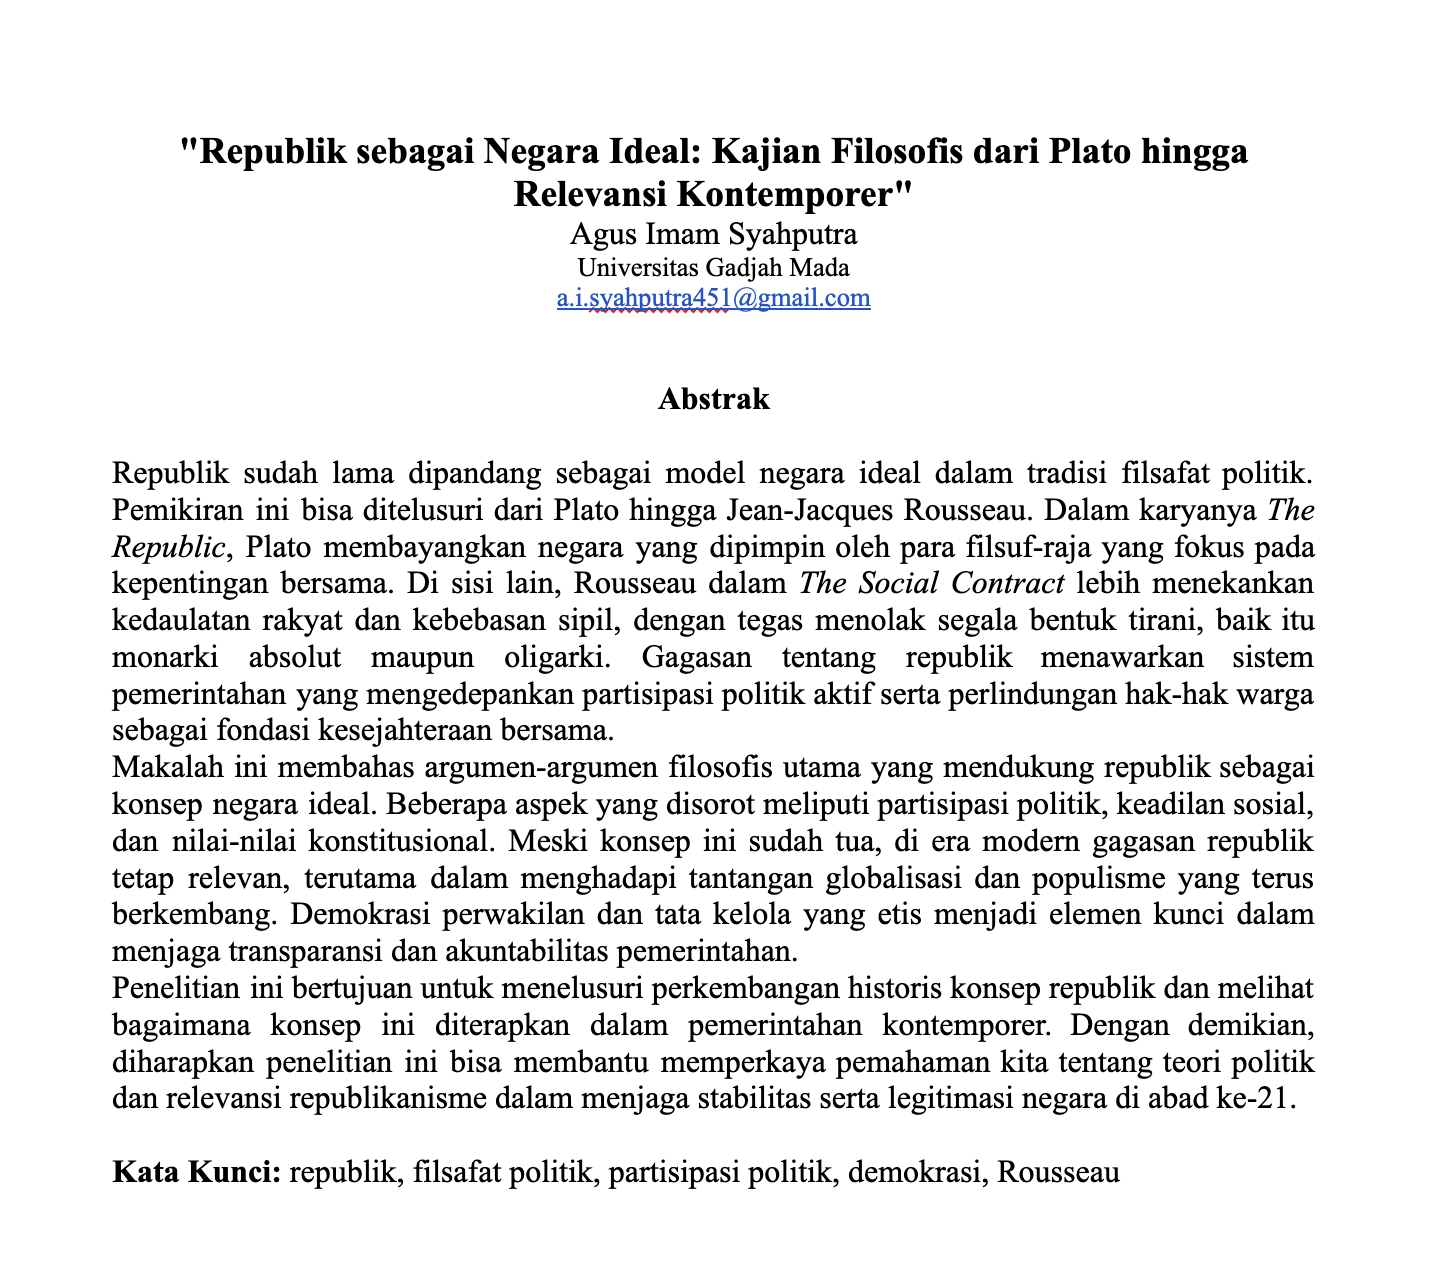 "Republik sebagai Negara Ideal: Kajian Filosofis dari Plato hingga
Relevansi Kontemporer"
Agus Imam Syahputra
Universitas Gadjah Mada
a.i.syahputra451@gmail.com
Abstrak
Republik sudah lama dipandang sebagai model negara ideal dalam tradisi filsafat politik.
Pemikiran ini bisa ditelusuri dari Plato hingga Jean-Jacques Rousseau. Dalam karyanya The
Republic, Plato membayangkan negara yang dipimpin oleh para filsuf-raja yang fokus pada
kepentingan bersama. Di sisi lain, Rousseau dalam The Social Contract lebih menekankan
kedaulatan rakyat dan kebebasan sipil, dengan tegas menolak segala bentuk tirani, baik itu
monarki absolut maupun oligarki. Gagasan tentang republik menawarkan sistem
pemerintahan yang mengedepankan partisipasi politik aktif serta perlindungan hak-hak warga
sebagai fondasi kesejahteraan bersama.
Makalah ini membahas argumen-argumen filosofis utama yang mendukung republik sebagai
konsep negara ideal. Beberapa aspek yang disorot meliputi partisipasi politik, keadilan sosial,
dan nilai-nilai konstitusional. Meski konsep ini sudah tua, di era modern gagasan republik
tetap relevan, terutama dalam menghadapi tantangan globalisasi dan populisme yang terus
berkembang. Demokrasi perwakilan dan tata kelola yang etis menjadi elemen kunci dalam
menjaga transparansi dan akuntabilitas pemerintahan.
Penelitian ini bertujuan untuk menelusuri perkembangan historis konsep republik dan melihat
bagaimana konsep ini diterapkan dalam pemerintahan kontemporer. Dengan demikian,
diharapkan penelitian ini bisa membantu memperkaya pemahaman kita tentang teori politik
dan relevansi republikanisme dalam menjaga stabilitas serta legitimasi negara di abad ke-21.
Kata Kunci: republik, filsafat politik, partisipasi politik, demokrasi, Rousseau